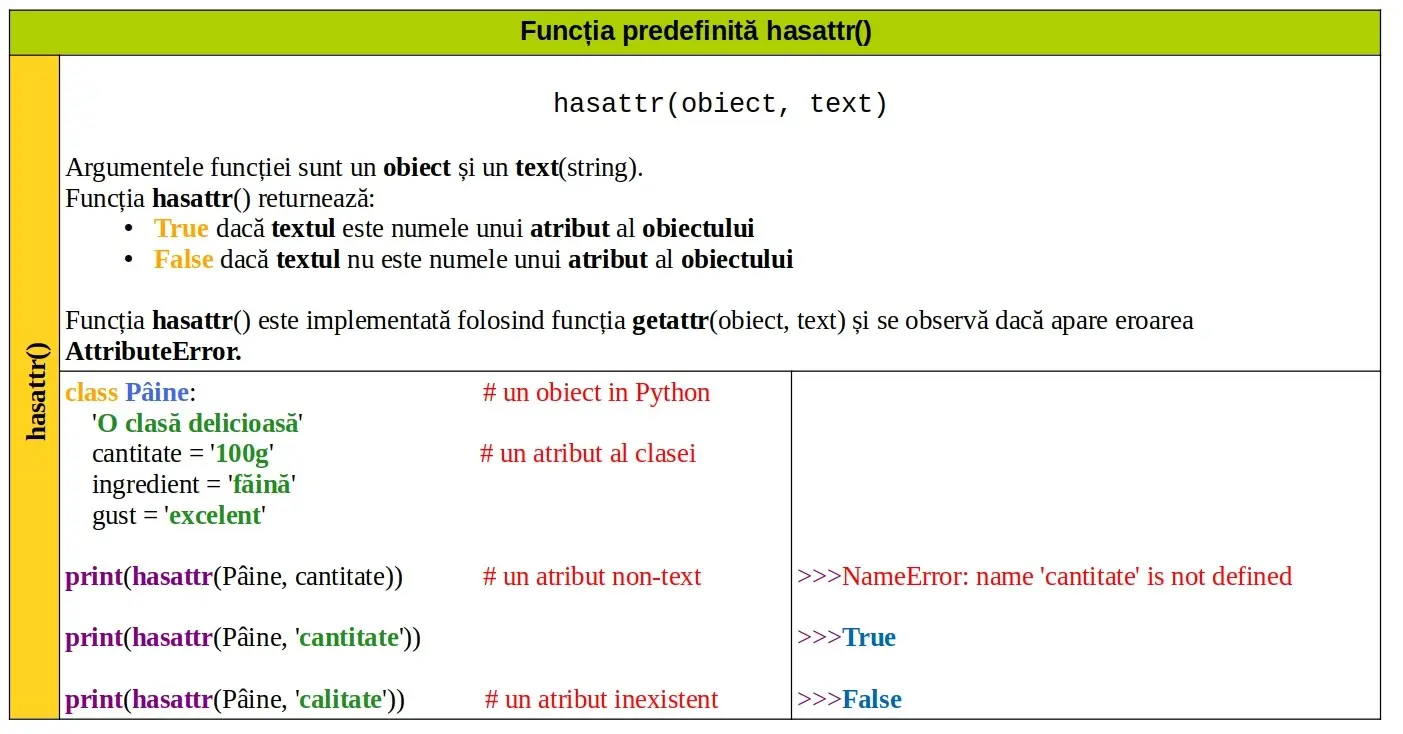 Funcția predefinită hasattr()
hasattr()
hasattr(obiect, text)
Argumentele funcției sunt un obiect și un text(string).
Funcția hasattr() returnează:
• True dacă textul este numele unui atribut al obiectului
• False dacă textul nu este numele unui atribut al obiectului
Funcția hasattr() este implementată folosind funcția getattr(obiect, text) și se observă dacă apare eroarea
AttributeError.
class Pâine: # un obiect in Python
'O clasă delicioasă'
cantitate = '100g' # un atribut al clasei
ingredient = 'făină'
gust = 'excelent'
print(hasattr(Pâine, cantitate)) # un atribut non-text >>>NameError: name 'cantitate' is not defined
print(hasattr(Pâine, 'cantitate')) >>>True
print(hasattr(Pâine, 'calitate')) # un atribut inexistent >>>False